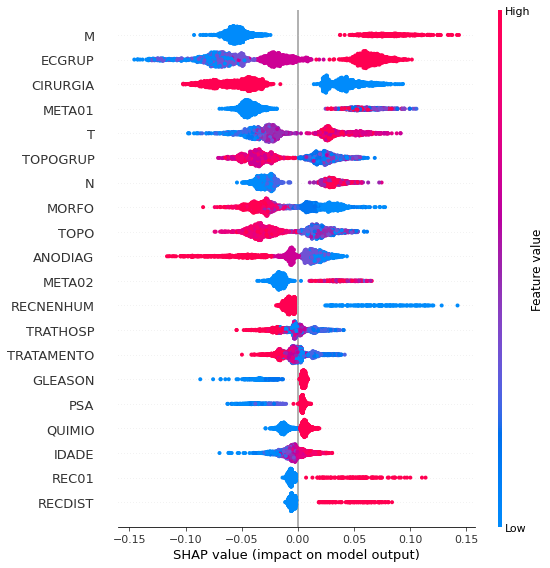 High
M
ECGRUP
CIRURGIA
META01
T
TOPOGRUP
N
MORFO
TOPO
ANODIAG
META02
RECNENHUM
TRATHOSP
TRATAMENTO
GLEASON
PSA
QUIMIO
IDADE
REC01
RECDIST
Feature value
Low
−0.15 −0.10 −0.05 0.00 0.05 0.10 0.15
SHAP value (impact on model output)